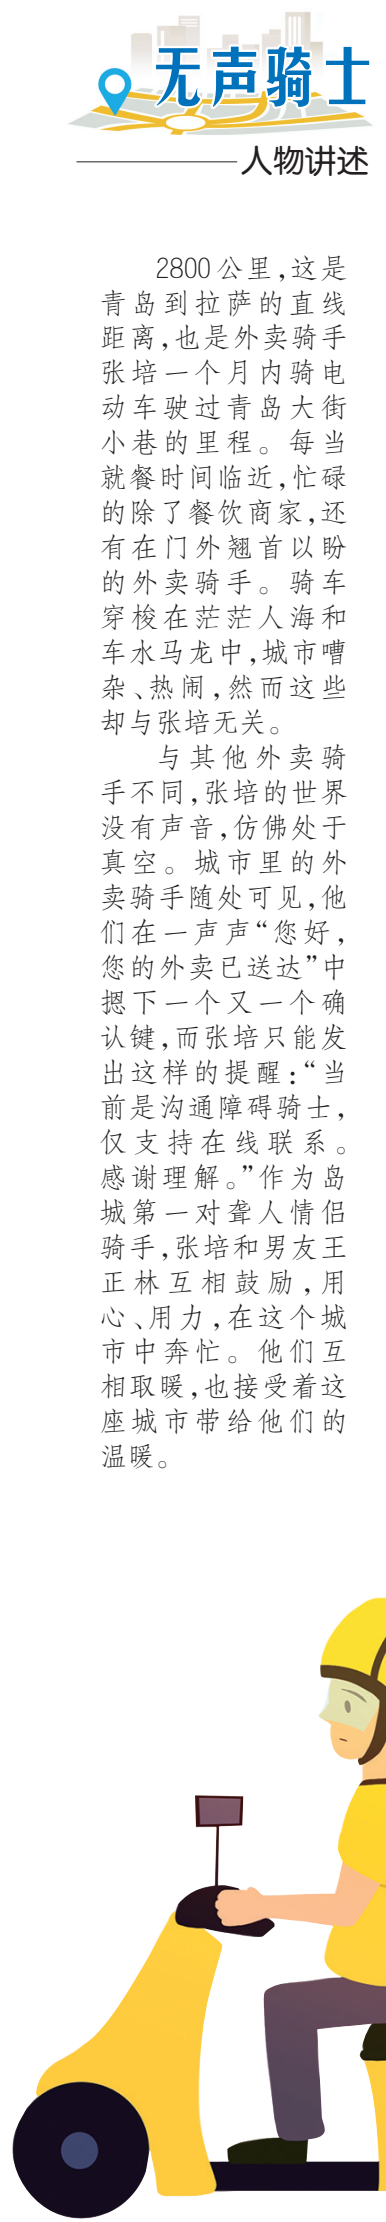 无声骑士
人物讲述
2800公里,这是
青岛到拉萨的直线
距离,也是外卖骑手
张培一个月内骑电
动车驶过青岛大街
小巷的里程。每当
就餐时间临近,忙碌
的除了餐饮商家,还
有在门外翘首以盼
的外卖骑手。骑车
穿梭在茫茫人海和
车水马龙中,城市嘈
杂、热闹,然而这些
却与张培无关。
与其他外卖骑
手不同,张培的世界
没有声音,仿佛处于
真空。城市里的外
卖骑手随处可见,他
们在一声声“您好,
您的外卖已送达”中
摁下一个又一个确
认键,而张培只能发
出这样的提醒:“当
前是沟通障碍骑士,
仅支持在线联系。
感谢理解。”作为岛
城第一对聋人情侣
骑手,张培和男友王
正林互相鼓励,用
心、用力,在这个城
市中奔忙。他们互
相取暖,也接受着这
座城市带给他们的
温暖。